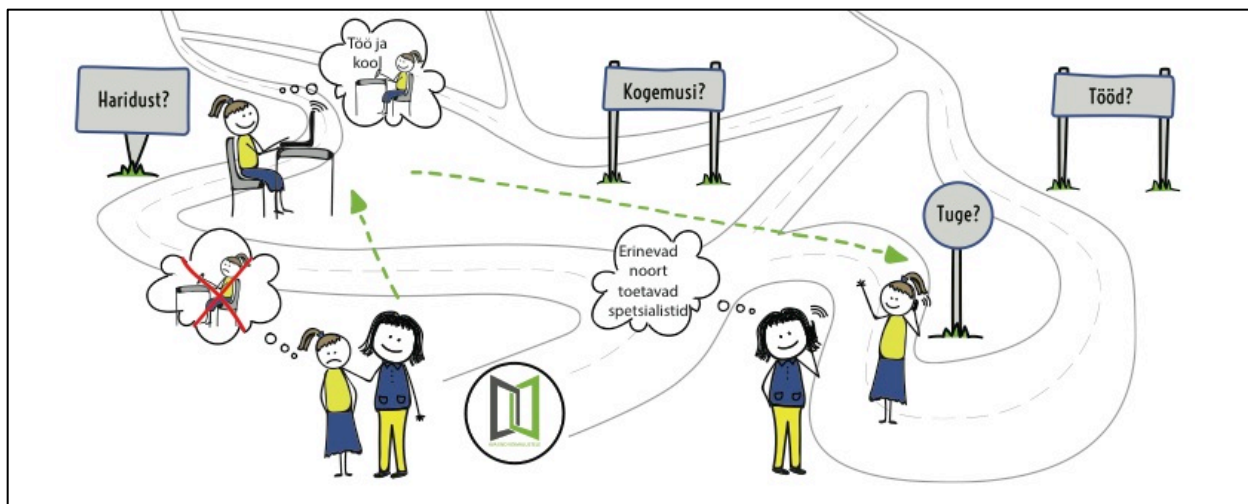 Töö ja
kool
Haridust?
Kogemusi?
Tööd?
Tuge?
Erinevad
noort
toetavad
spetsialistid